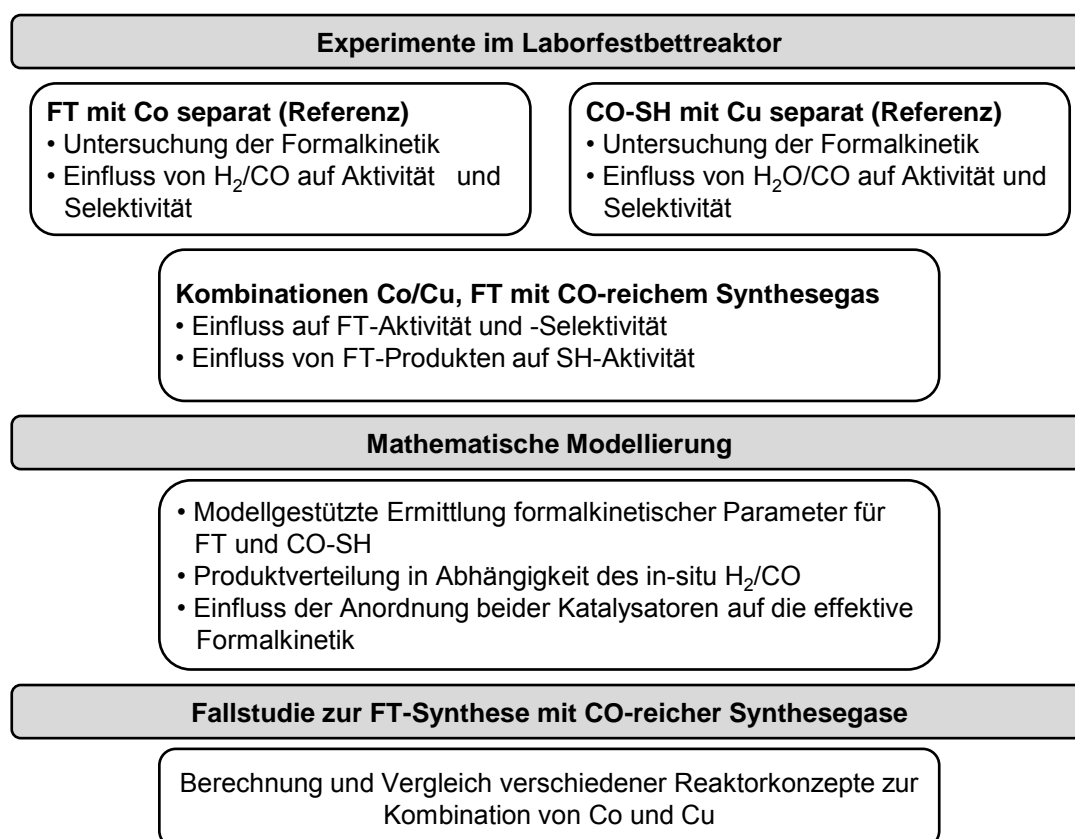 Experimente im Laborfestbettreaktor
FT mit Co separat (Referenz)
• Untersuchung der Formalkinetik
• Einfluss von H₂/CO auf Aktivität und
Selektivität
CO-SH mit Cu separat (Referenz)
• Untersuchung der Formalkinetik
• Einfluss von H₂O/CO auf Aktivität und
Selektivität
Kombinationen Co/Cu, FT mit CO-reichem Synthesegas
• Einfluss auf FT-Aktivität und -Selektivität
• Einfluss von FT-Produkten auf SH-Aktivität
Mathematische Modellierung
• Modellgestützte Ermittlung formalkinetischer Parameter für
FT und CO-SH
• Produktverteilung in Abhängigkeit des in-situ H₂/CO
• Einfluss der Anordnung beider Katalysatoren auf die effektive
Formalkinetik
Fallstudie zur FT-Synthese mit CO-reicher Synthesegase
Berechnung und Vergleich verschiedener Reaktorkonzepte zur
Kombination von Co und Cu